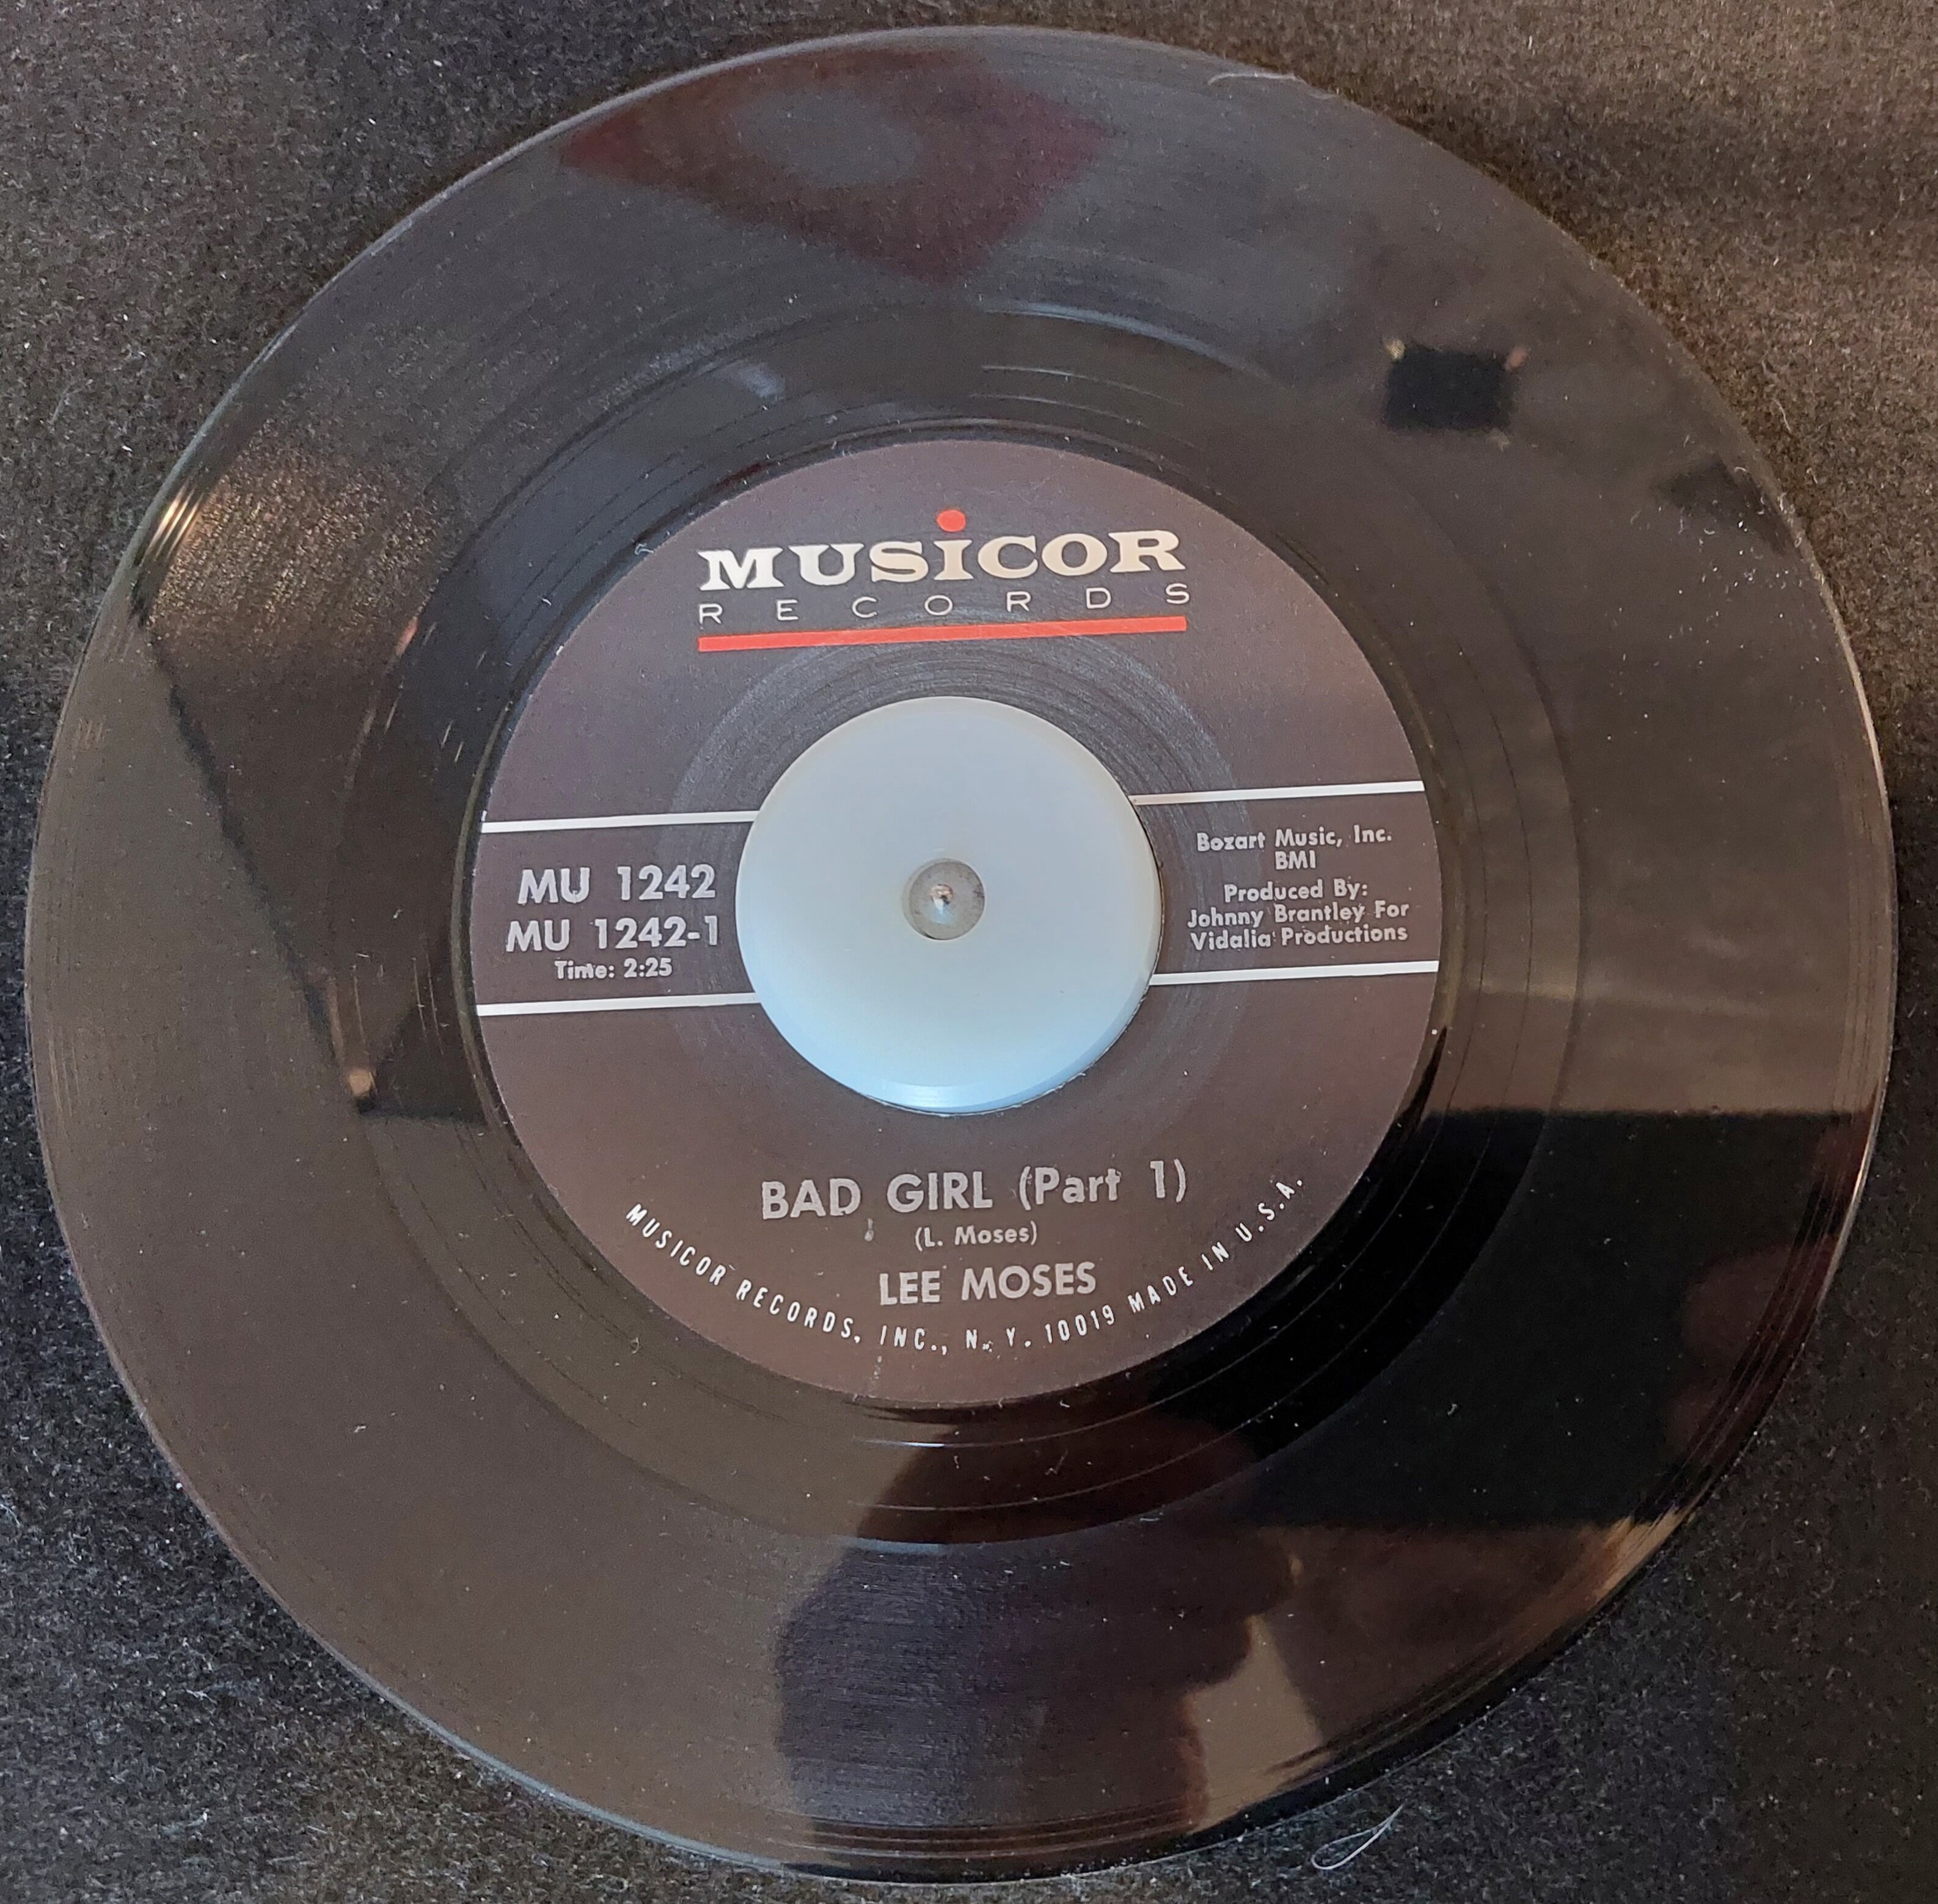 MUSiCOR
RECORDS
MU 1242
MU 1242-1
Time: 2:25
Bozart Music, Inc.
BMI
Produced By:
Johnny Brantley For
Vidalia Productions
BAD GIRL (Part 1)
(L. Moses)
LEE MOSES
MUSICOR RECORDS, INC., N. Y. 10019 MADE IN U.S.A.